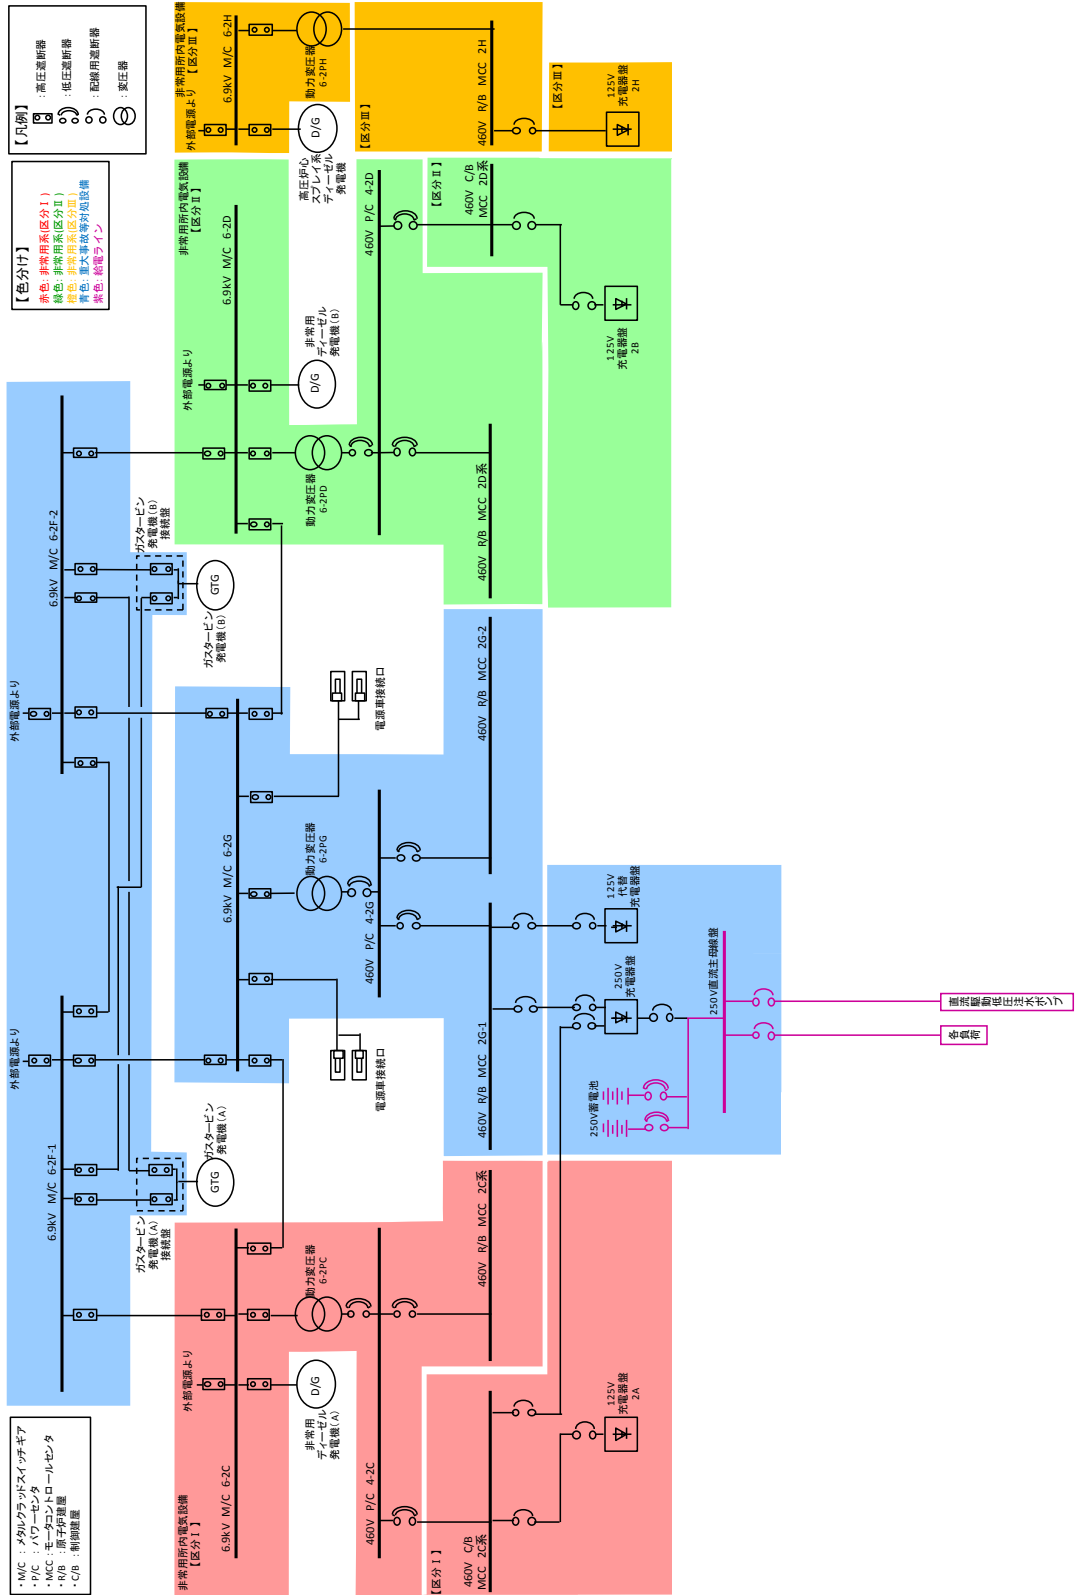 ・M/C ：メタルクラッドスイッチギア
・P/C ：パワーセンタ
・MCC ：モータコントロールセンタ
・R/B ：原子炉建屋
・C/B ：制御建屋
【色分け】
赤色：非常用系(区分Ⅰ)
緑色：非常用系(区分Ⅱ)
橙色：非常用系(区分Ⅲ)
青色：重大事故等対処設備
紫色：給電ライン
【凡例】
：高圧遮断器
：低圧遮断器
：配線用遮断器
：変圧器
外部電源より
6.9kV M/C 6-2F-1
外部電源より
6.9kV M/C 6-2F-2
ガスタービン
発電機(A)
接続盤
GTG
ガスタービン
発電機(A)
ガスタービン
発電機(B)
接続盤
GTG
ガスタービン
発電機(B)
非常用所内電気設備
【区分Ⅰ】
外部電源より
6.9kV M/C 6-2C
D/G
非常用
ディーゼル
発電機(A)
動力変圧器
6-2PC
460V P/C 4-2C
【区分Ⅰ】
460V C/B
MCC 2C系
460V R/B MCC 2C系
125V
充電器盤
2A
6.9kV M/C 6-2G
電源車接続口
動力変圧器
6-2PG
電源車接続口
460V P/C 4-2G
460V R/B MCC 2G-1
460V R/B MCC 2G-2
250V
充電器盤
125V
代替
充電器盤
250V蓄電池
250V直流主母線盤
各負荷
直流駆動低圧注水ポンプ
非常用所内電気設備
【区分Ⅱ】
外部電源より
6.9kV M/C 6-2D
D/G
非常用
ディーゼル
発電機(B)
動力変圧器
6-2PD
460V P/C 4-2D
【区分Ⅱ】
460V C/B
MCC 2D系
460V R/B MCC 2D系
125V
充電器盤
2B
非常用所内電気設備
【区分Ⅲ】
外部電源より
6.9kV M/C 6-2H
D/G
高圧炉心
スプレイ系
ディーゼル
発電機
動力変圧器
6-2PH
【区分Ⅲ】
460V R/B MCC 2H
【区分Ⅲ】
125V
充電器盤
2H